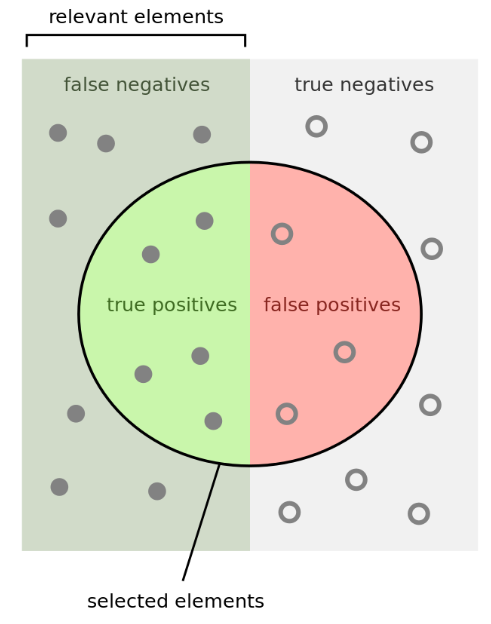 relevant elements
false negatives
true negatives
true positives
false positives
selected elements